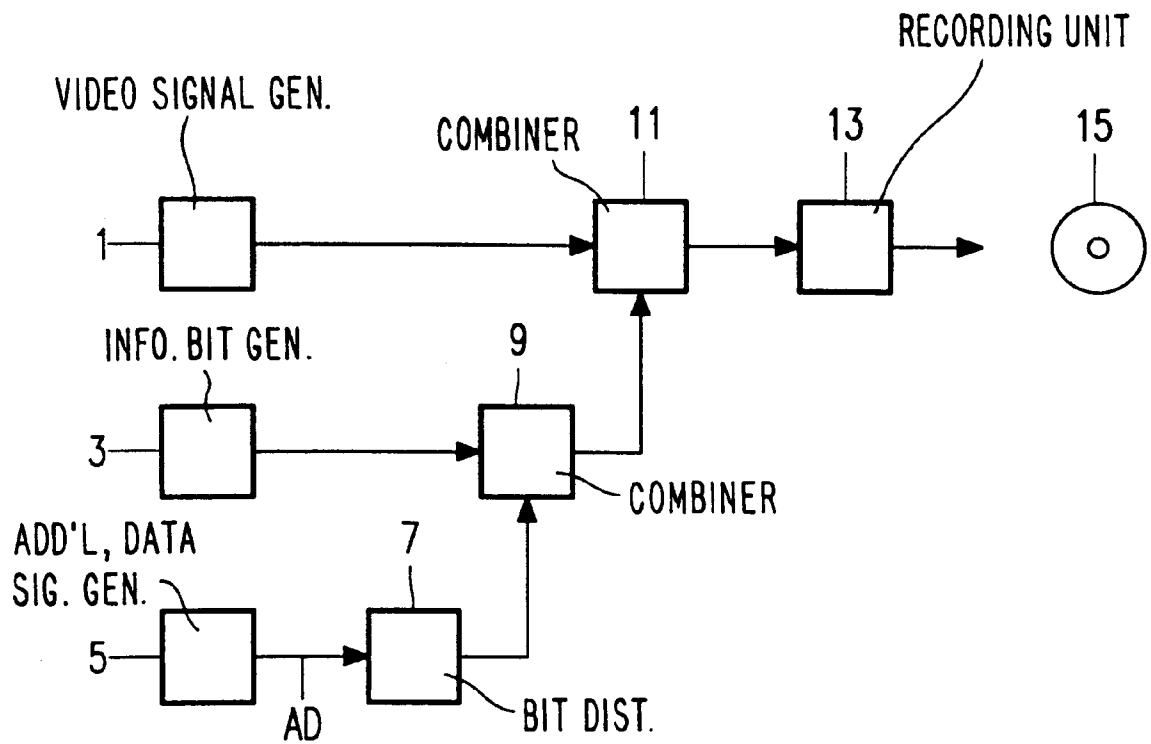 RECORDING UNIT
VIDEO SIGNAL GEN.
COMBINER
11
13
15
1
INFO. BIT GEN.
9
3
COMBINER
ADD'L, DATA
SIG. GEN.
7
5
AD
BIT DIST.